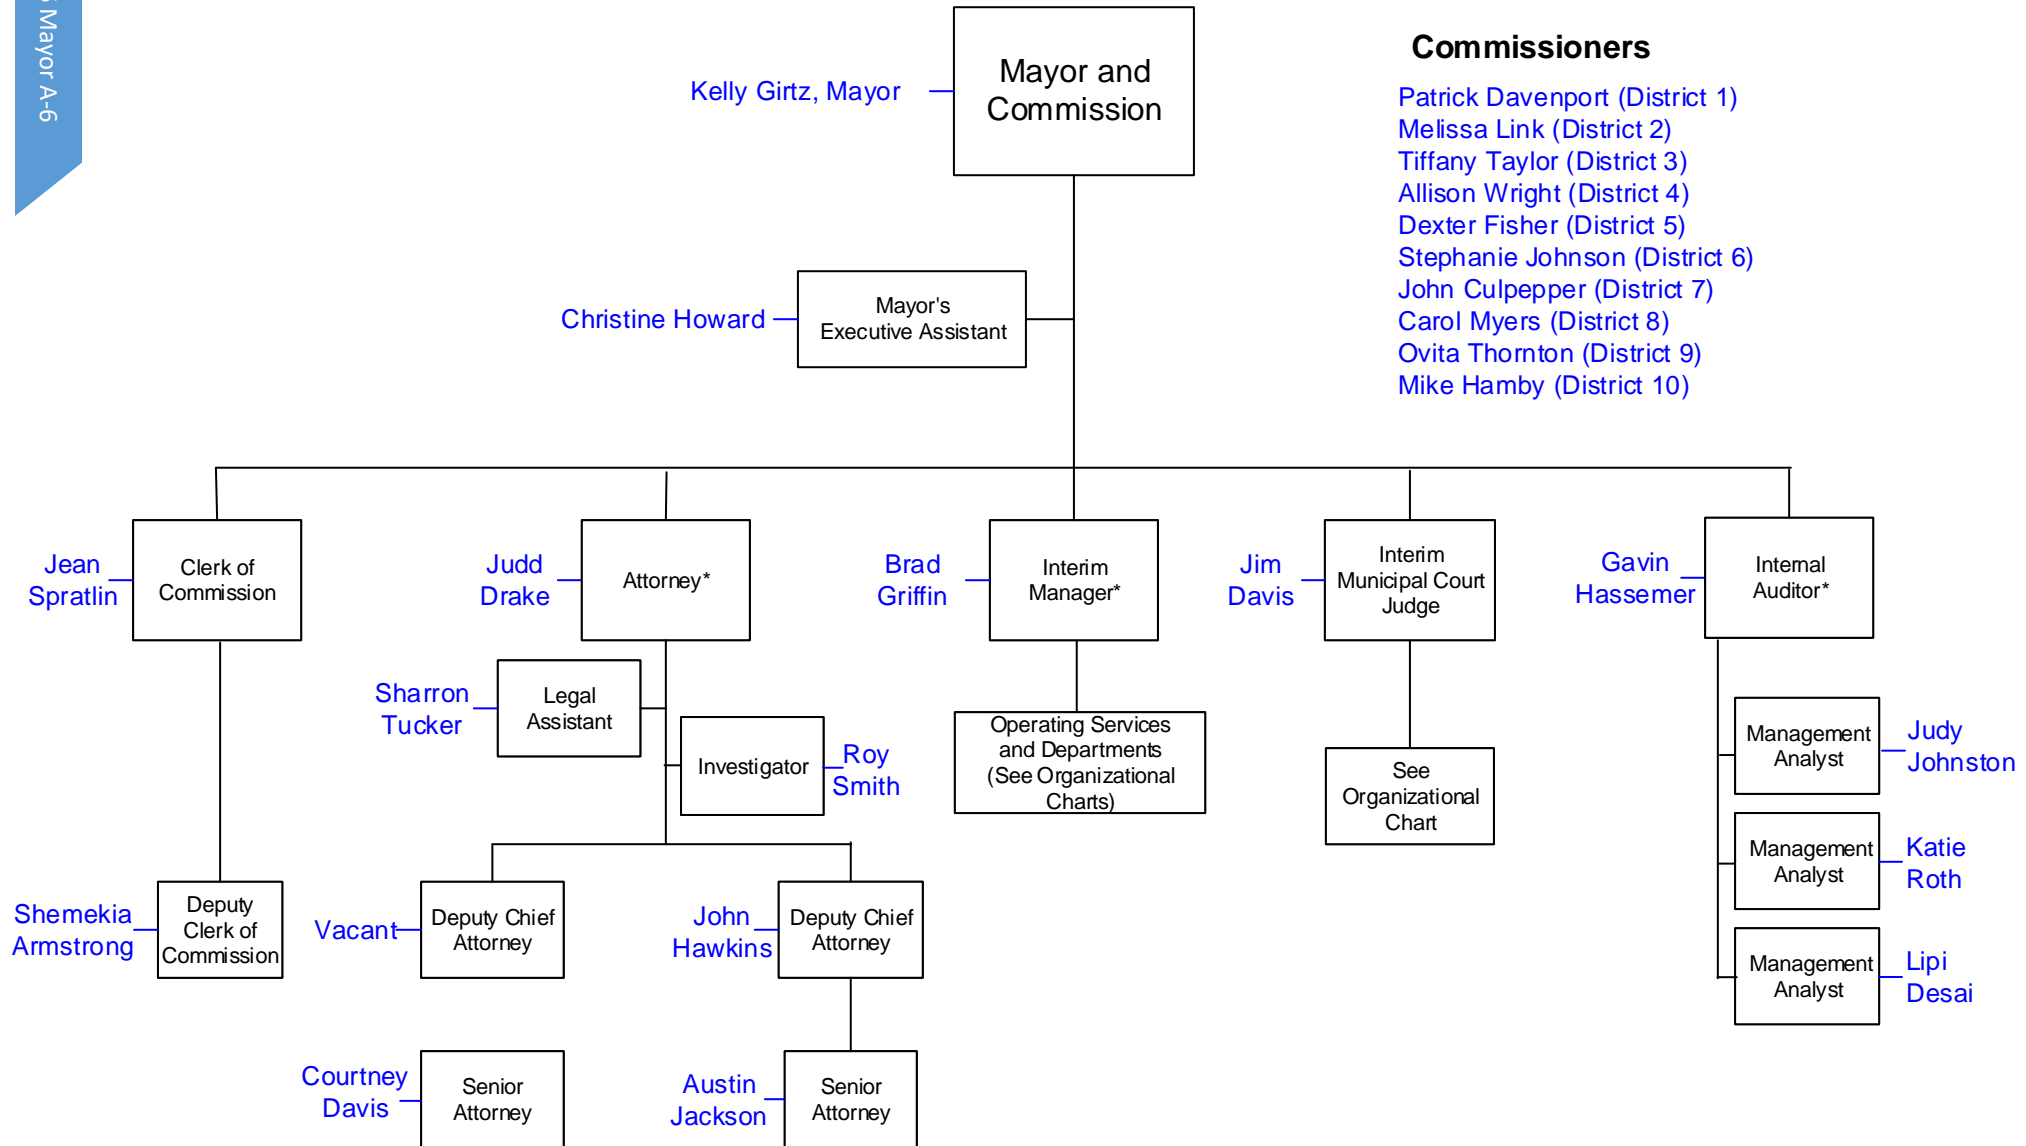 Mayor A-6
Mayor and
Commission
Kelly Girtz, Mayor
Commissioners
Patrick Davenport (District 1)
Melissa Link (District 2)
Tiffany Taylor (District 3)
Allison Wright (District 4)
Dexter Fisher (District 5)
Stephanie Johnson (District 6)
John Culpepper (District 7)
Carol Myers (District 8)
Ovita Thornton (District 9)
Mike Hamby (District 10)
Christine Howard
Mayor's
Executive Assistant
Jean
Spratlin
Clerk of
Commission
Judd
Drake
Attorney*
Brad
Griffin
Interim
Manager*
Jim
Davis
Interim
Municipal Court
Judge
Gavin
Hassemer
Internal
Auditor*
Sharron
Tucker
Legal
Assistant
Investigator
Roy
Smith
Operating Services
and Departments
(See Organizational
Charts)
See
Organizational
Chart
Management
Analyst
Judy
Johnston
Management
Analyst
Katie
Roth
Management
Analyst
Lipi
Desai
Shemekia
Armstrong
Deputy
Clerk of
Commission
Vacant
Deputy Chief
Attorney
John
Hawkins
Deputy Chief
Attorney
Courtney
Davis
Senior
Attorney
Austin
Jackson
Senior
Attorney